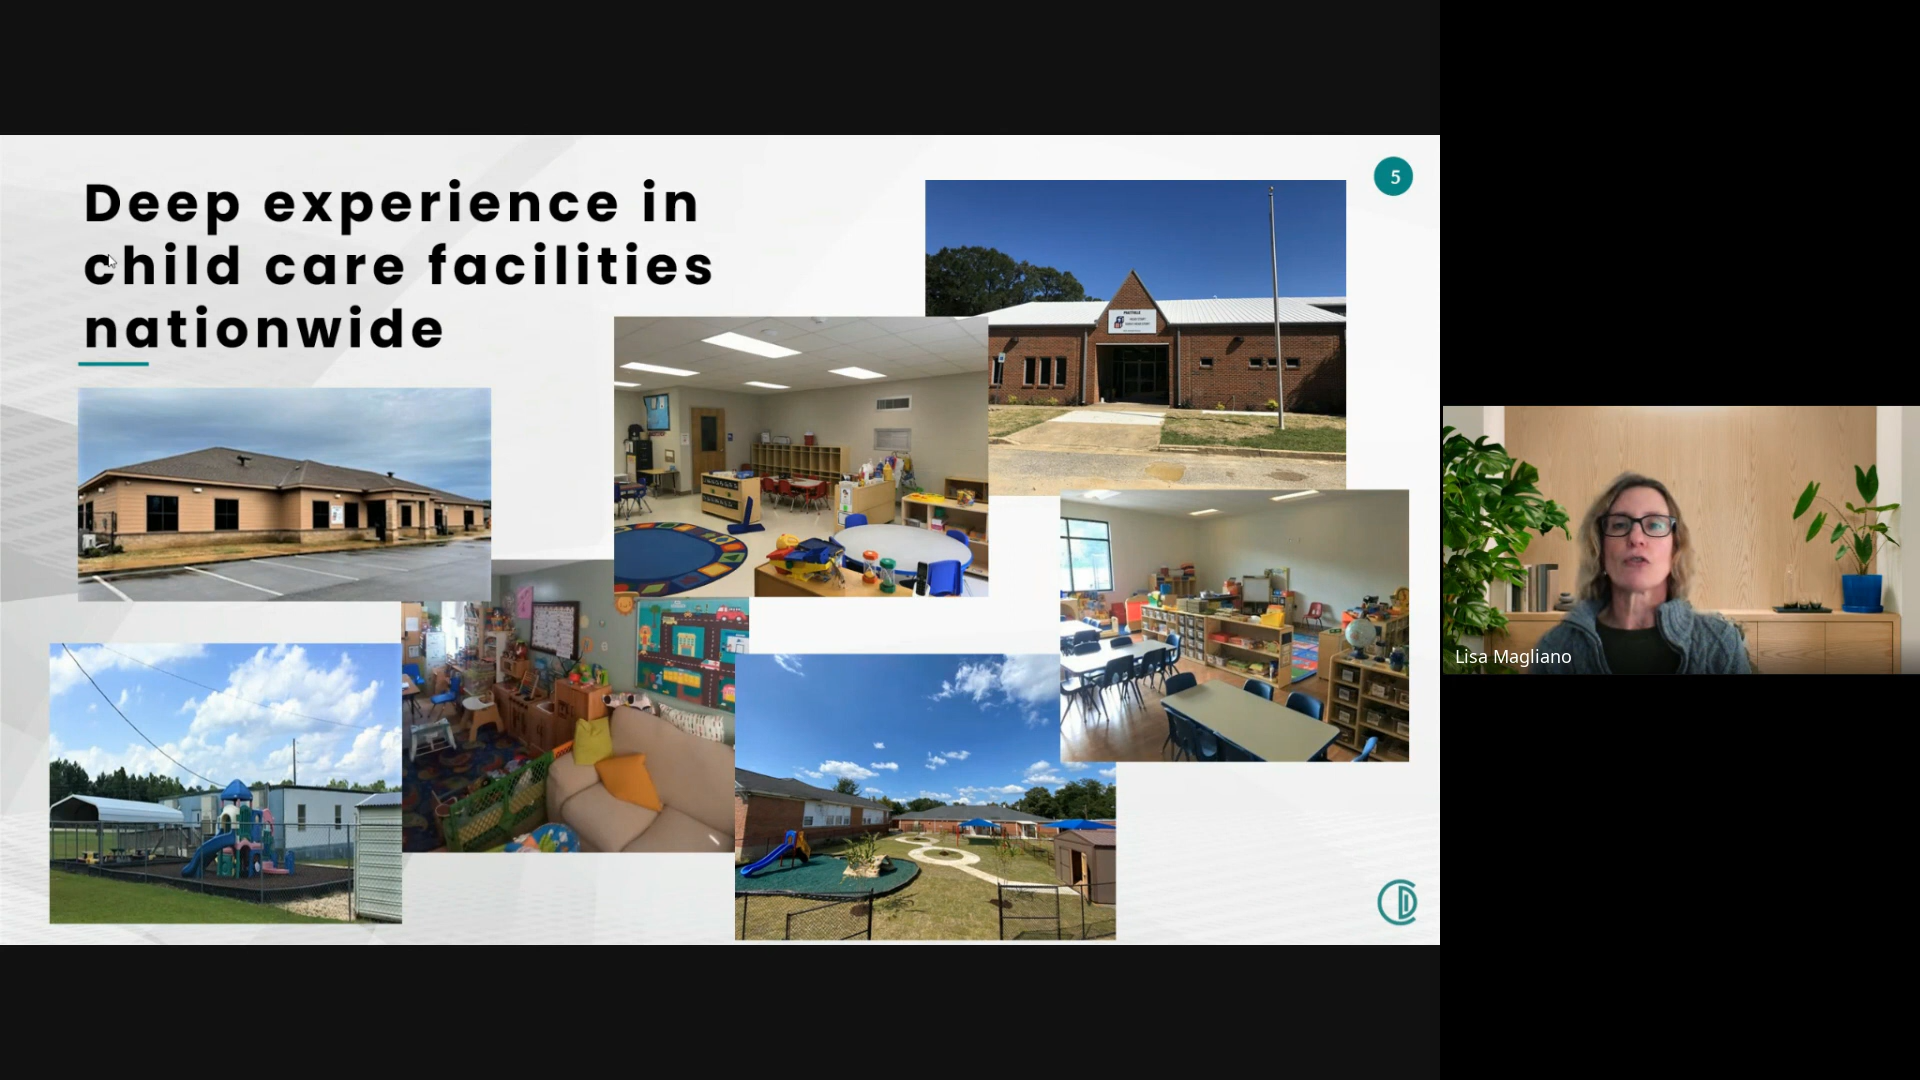 Deep experience in
child care facilities
nationwide
5
Lisa Magliano